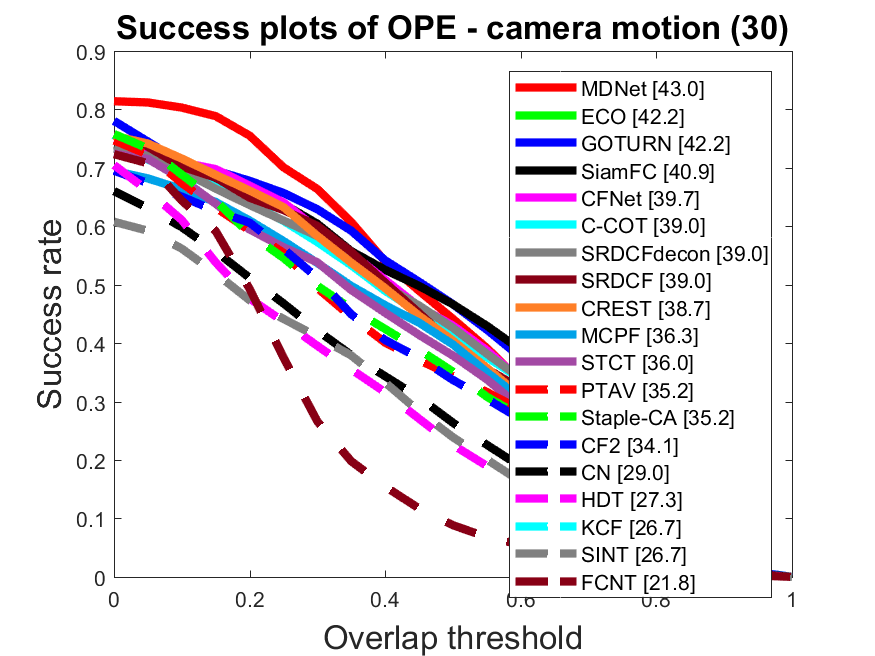 Success plots of OPE - camera motion (30)
0.9
0.8
0.7
0.6
0.5
0.4
0.3
0.2
0.1
0
Success rate
MDNet [43.0]
ECO [42.2]
GOTURN [42.2]
SiamFC [40.9]
CFNet [39.7]
C-COT [39.0]
SRDCFdecon [39.0]
SRDCF [39.0]
CREST [38.7]
MCPF [36.3]
STCT [36.0]
PTAV [35.2]
Staple-CA [35.2]
CF2 [34.1]
CN [29.0]
HDT [27.3]
KCF [26.7]
SINT [26.7]
FCNT [21.8]
0 0.2 0.4 0.6 0.8 1
Overlap threshold